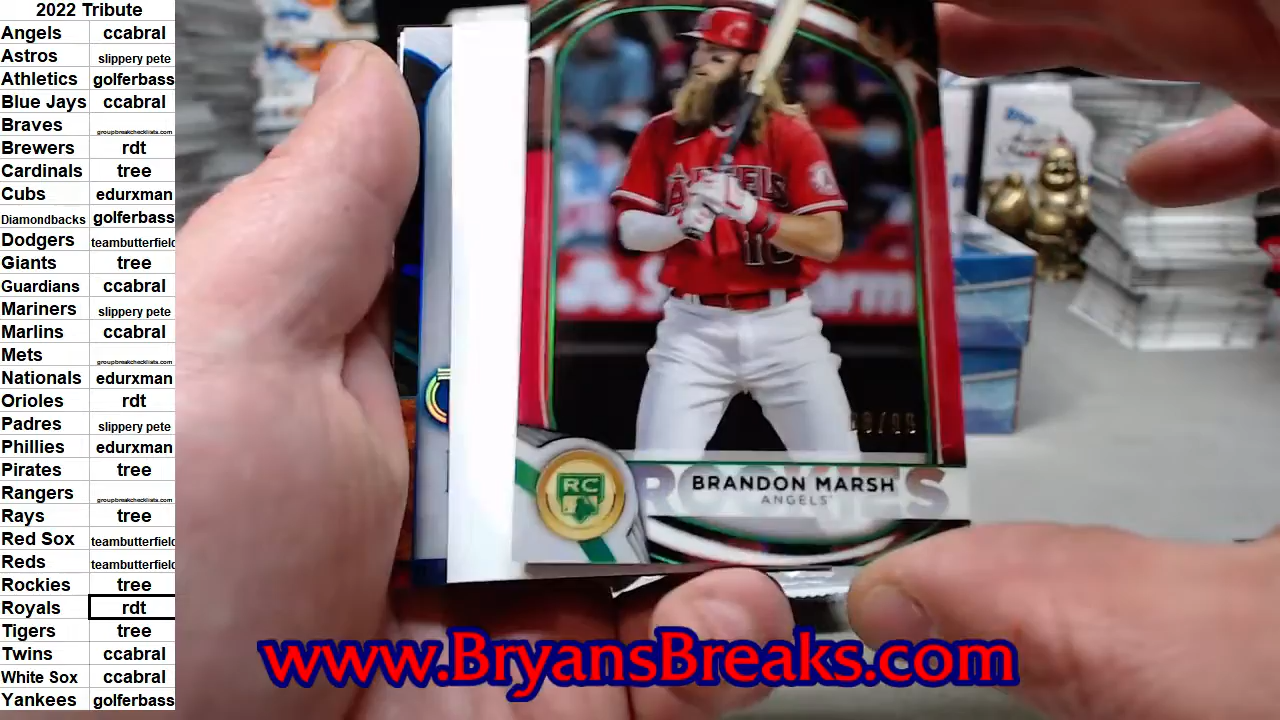 2022 Tribute
Angels ccabral
Astros slippery pete
Athletics golferbass
Blue Jays ccabral
Braves groupbreakchecklists.com
Brewers rdt
Cardinals tree
Cubs edurxman
Diamondbacks golferbass
Dodgers teambutterfield
Giants tree
Guardians ccabral
Mariners slippery pete
Marlins ccabral
Mets groupbreakchecklists.com
Nationals edurxman
Orioles rdt
Padres slippery pete
Phillies edurxman
Pirates tree
Rangers groupbreakchecklists.com
Rays tree
Red Sox teambutterfield
Reds teambutterfield
Rockies tree
Royals rdt
Tigers tree
Twins ccabral
White Sox ccabral
Yankees golferbass
ANGELS
RC
ROOKIES
BRANDON MARSH
ANGELS
www.BryansBreaks.com